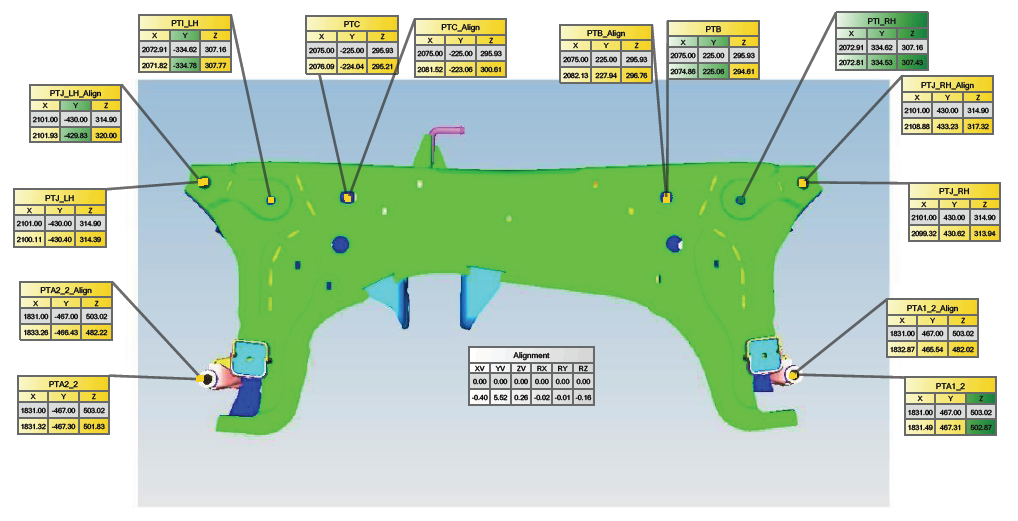 PTI_LH
X Y Z
2072.91 -334.62 307.16
2071.82 -334.78 307.77
PTC
X Y Z
2075.00 -225.00 295.93
2076.09 -224.04 295.21
PTC_Align
X Y Z
2075.00 -225.00 295.93
2081.52 -223.06 300.61
PTB_Align
X Y Z
2075.00 225.00 295.93
2082.13 227.94 296.76
PTB
X Y Z
2075.00 225.00 295.93
2074.86 225.06 294.61
PTI_RH
X Y Z
2072.91 334.62 307.16
2072.81 334.53 307.43
PTJ_LH_Align
X Y Z
2101.00 -430.00 314.90
2101.93 -429.83 320.00
PTJ_RH_Align
X Y Z
2101.00 430.00 314.90
2108.88 433.23 317.32
PTJ_LH
X Y Z
2101.00 -430.00 314.90
2100.11 -430.40 314.39
PTJ_RH
X Y Z
2101.00 430.00 314.90
2099.32 430.62 313.94
PTA2_2_Align
X Y Z
1831.00 -467.00 503.02
1833.26 -466.43 482.22
PTA1_2_Align
X Y Z
1831.00 467.00 503.02
1832.87 465.54 482.02
Alignment
XV YV ZV RX RY RZ
0.00 0.00 0.00 0.00 0.00 0.00
-0.40 5.52 0.26 -0.02 -0.01 -0.16
PTA2_2
X Y Z
1831.00 -467.00 503.02
1831.32 -467.30 501.83
PTA1_2
X Y Z
1831.00 467.00 503.02
1831.49 467.31 502.87